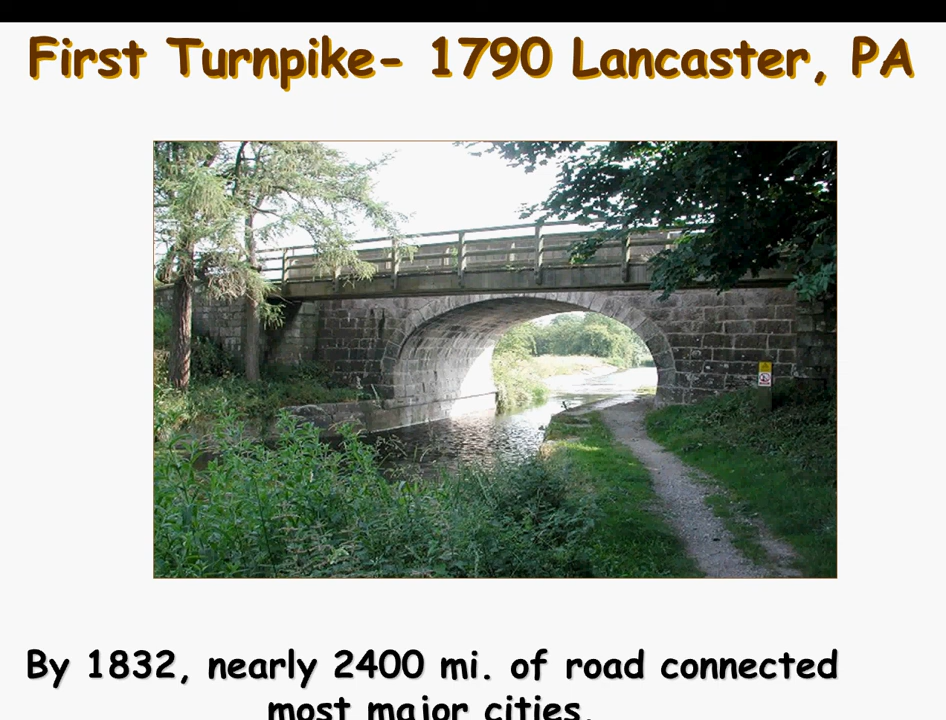 First Turnpike- 1790 Lancaster, PA
By 1832, nearly 2400 mi. of road connected
most major cities.